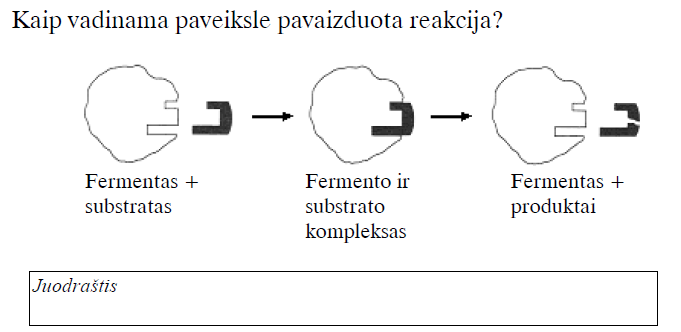 Kaip vadinama paveiksle pavaizduota reakcija?
Fermentas +
substratas
Fermento ir
substrato
kompleksas
Fermentas +
produktai
Juodraštis